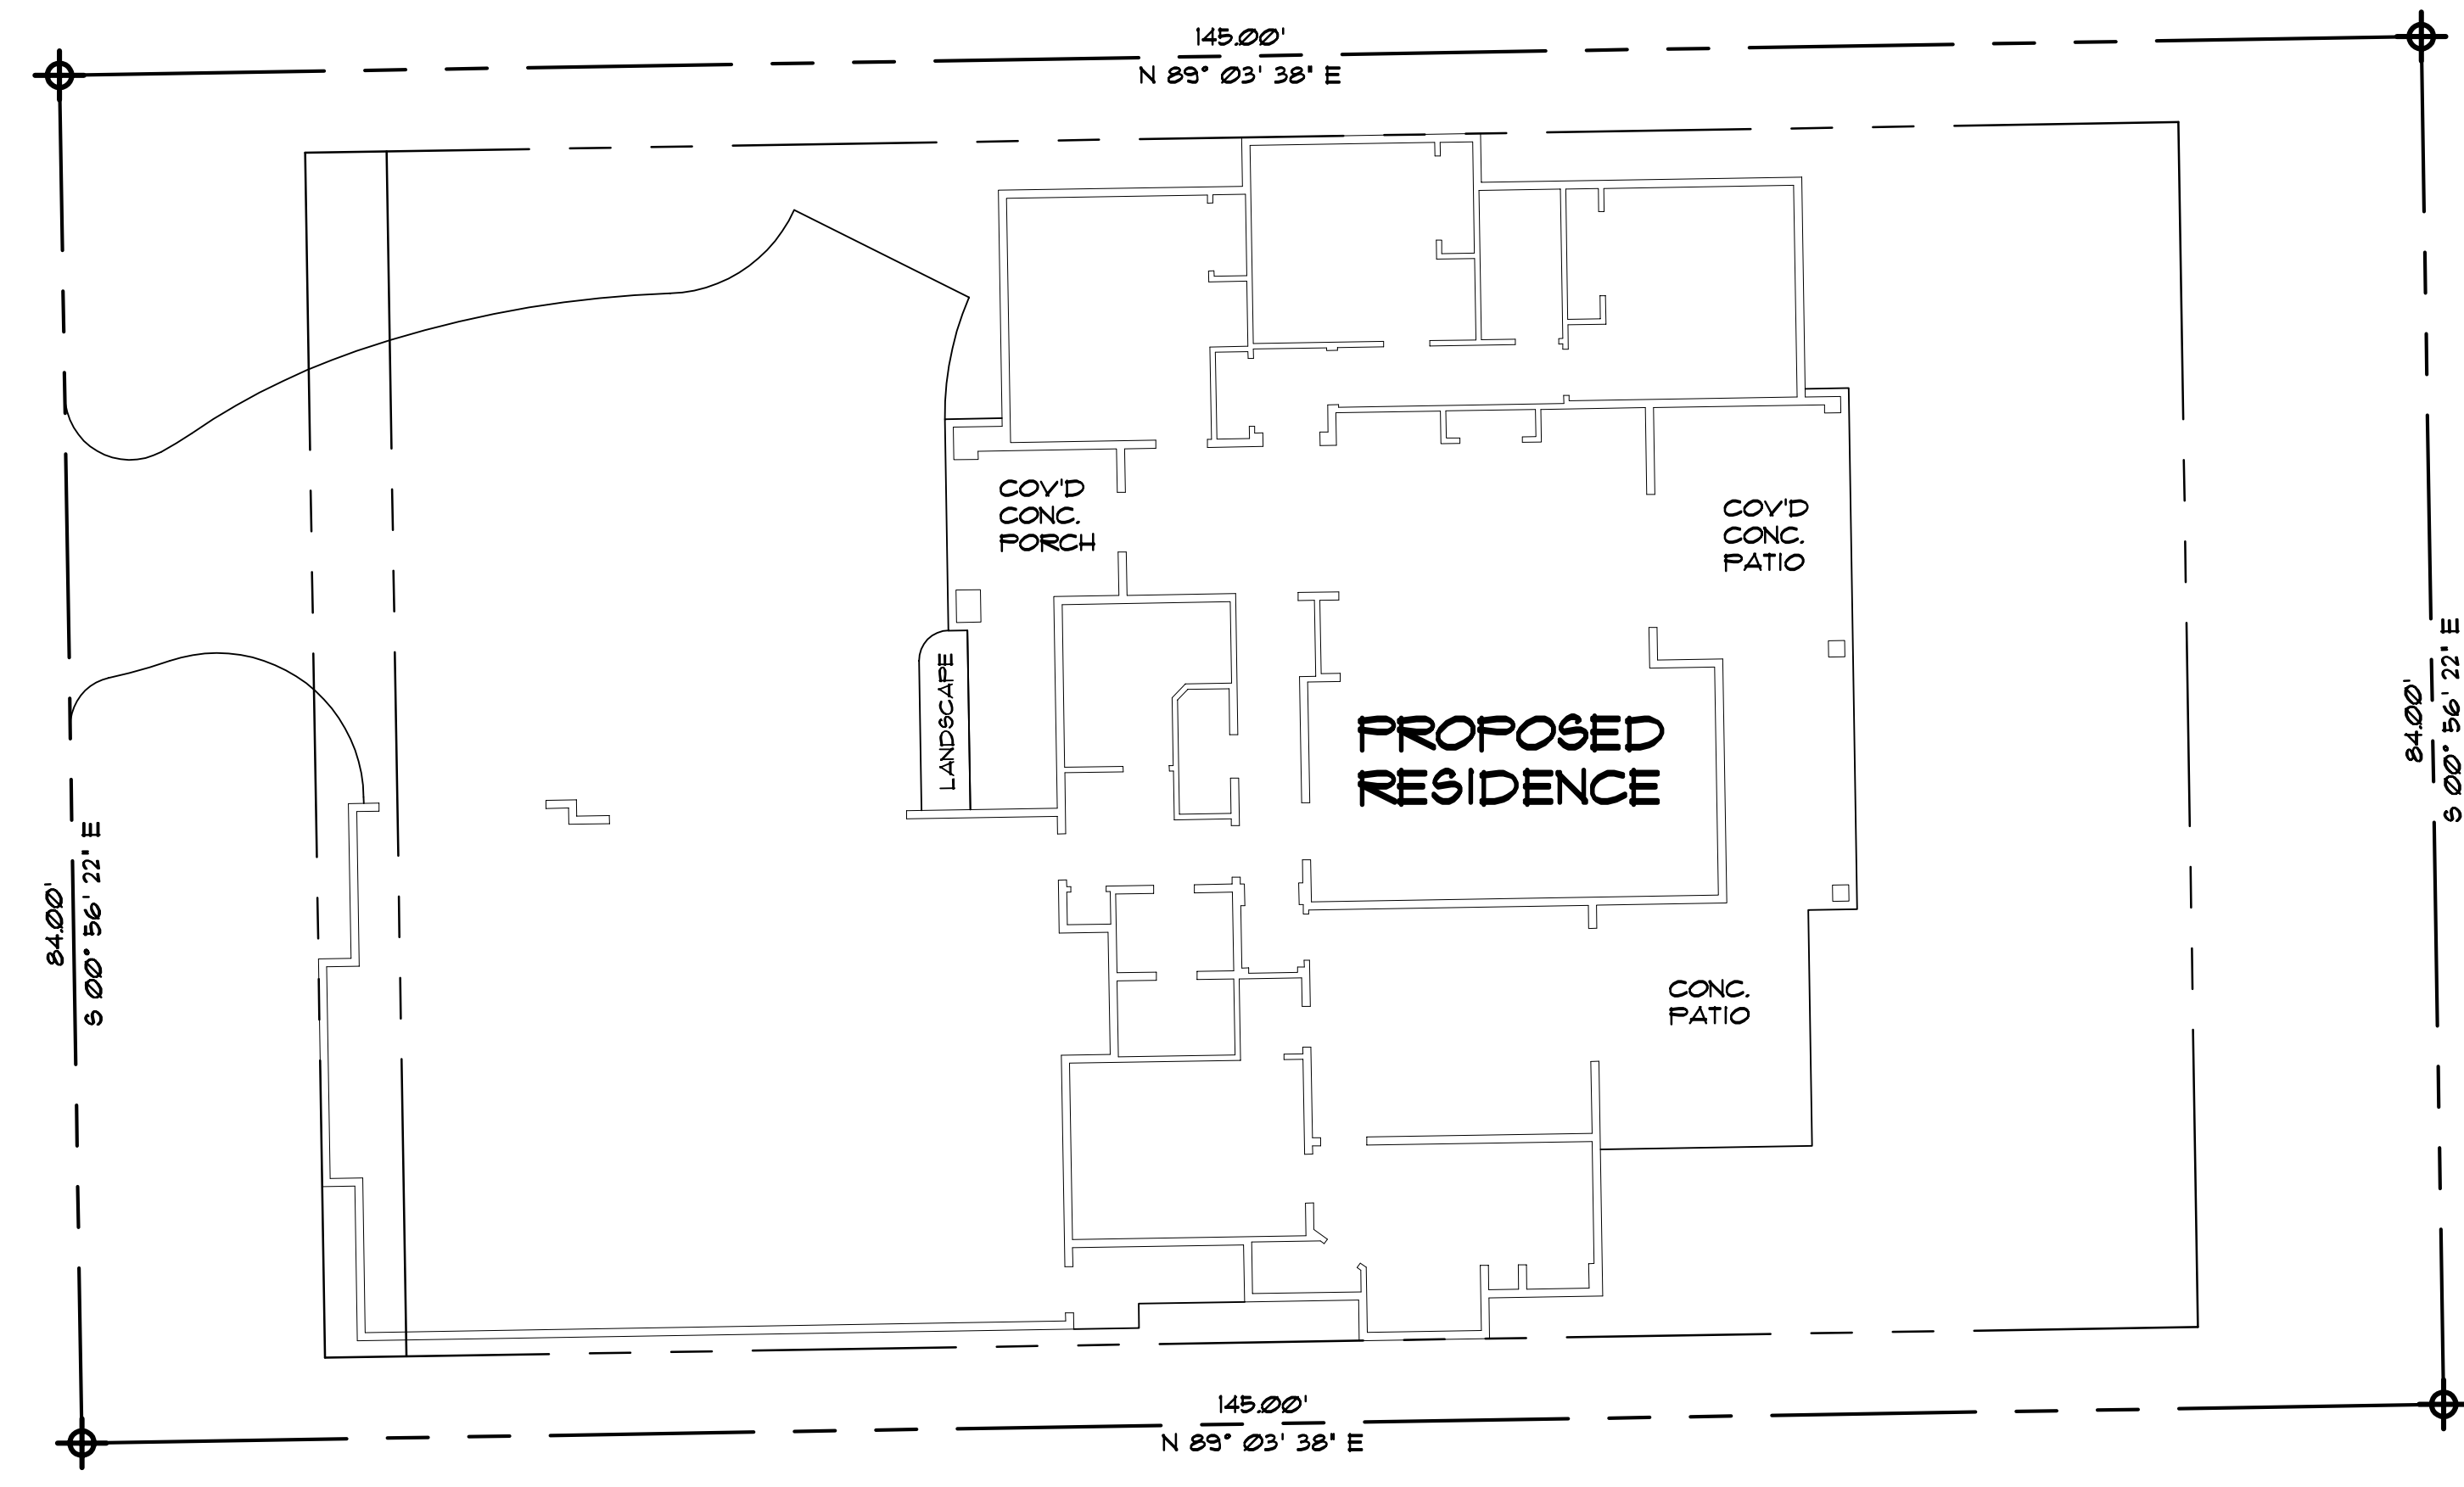 145.00'
N 89° 03' 38" E
COV'D
CONC.
PORCH
COV'D
CONC.
PATIO
LANDSCAPE
PROPOSED
RESIDENCE
84.00'
S 00° 56' 22" E
84.00'
S 00° 56' 22" E
CONC.
PATIO
145.00'
N 89° 03' 38" E